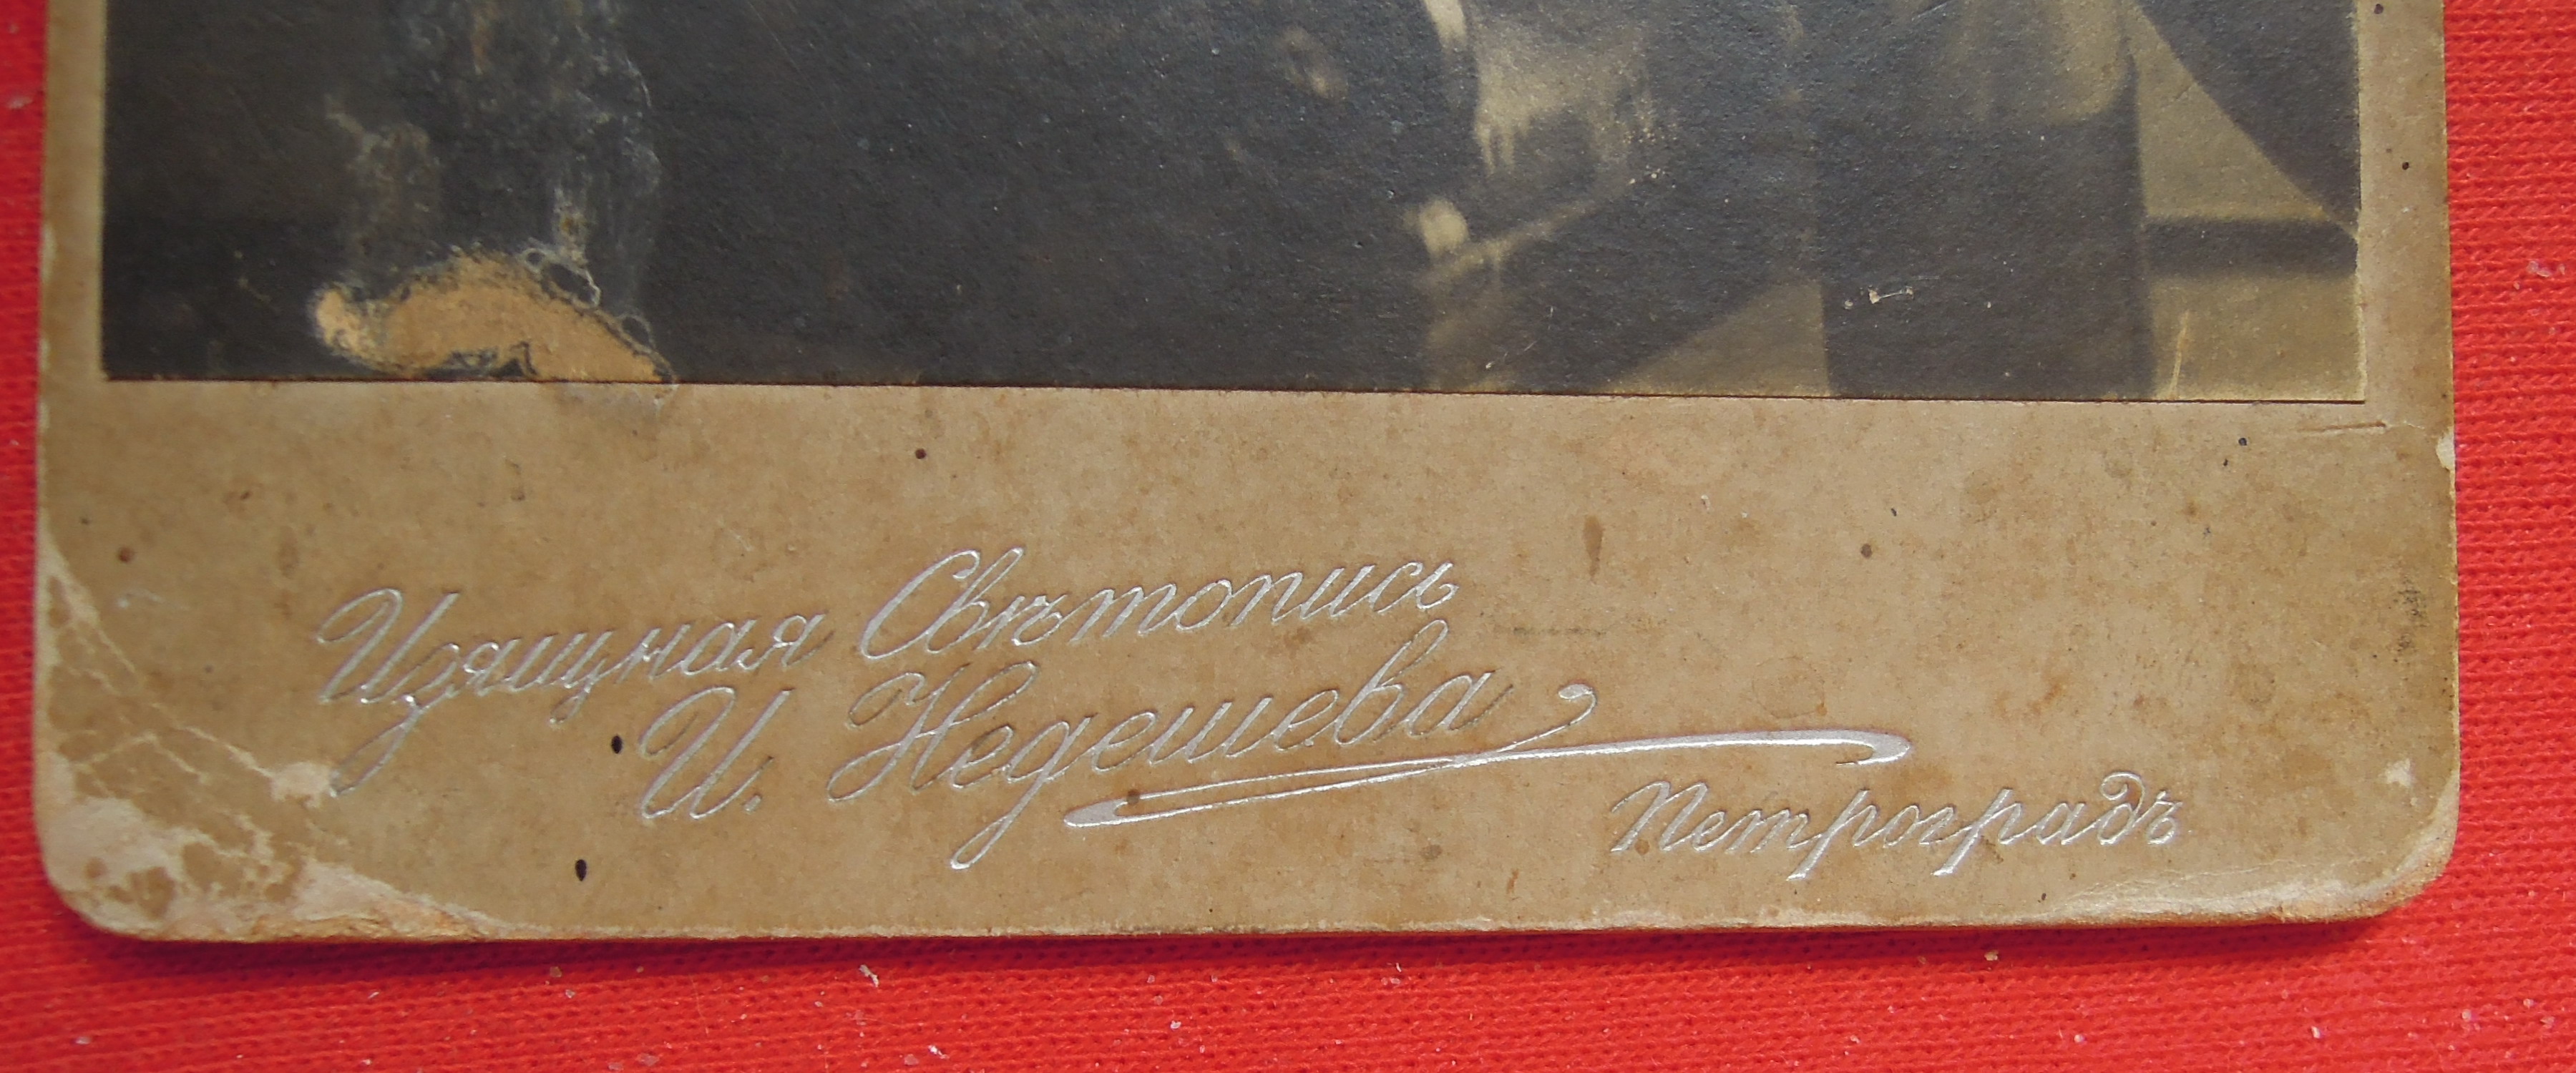 Изящная Свѣтопись
И. Недешева
Петроградъ